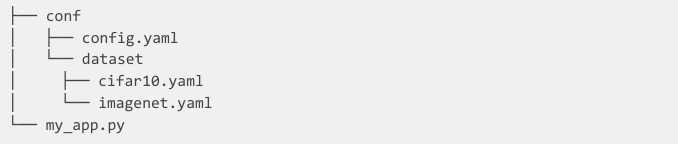 ├── conf
│   ├── config.yaml
│   └── dataset
│     ├── cifar10.yaml
│     └── imagenet.yaml
└── my_app.py